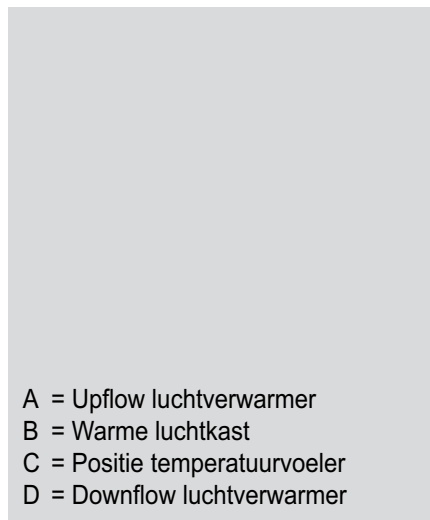 A = Upflow luchtverwarmer
B = Warme luchtkast
C = Positie temperatuurvoeler
D = Downflow luchtverwarmer